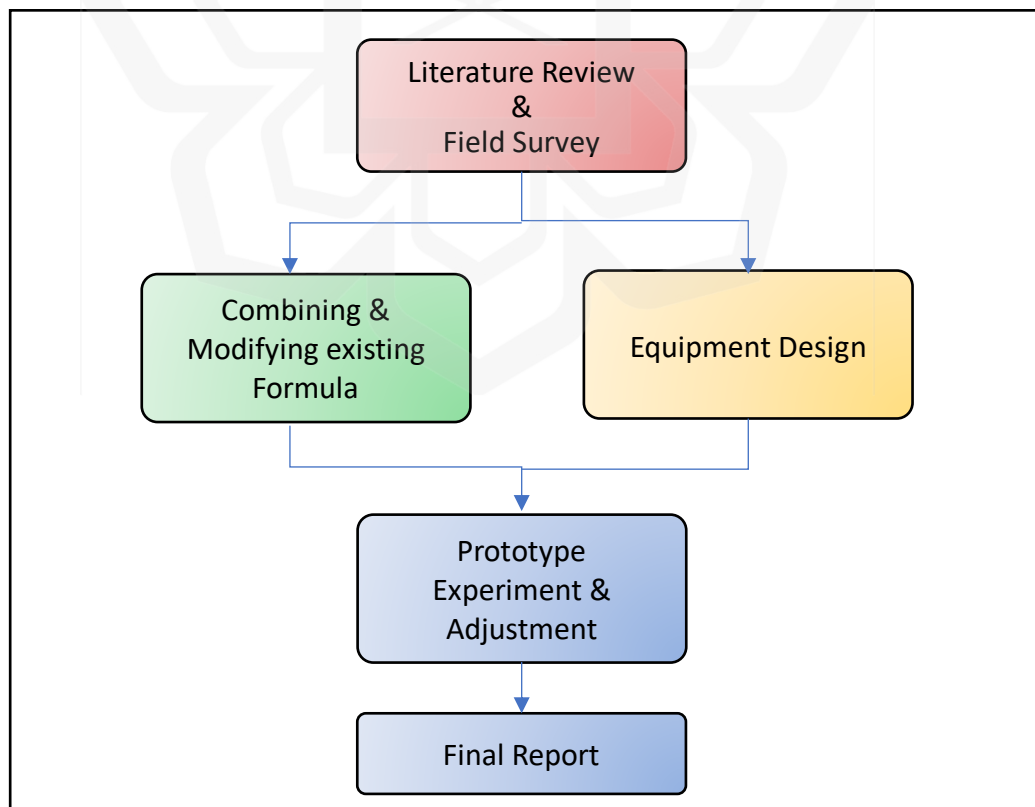 Literature Review
&
Field Survey
Combining &
Modifying existing
Formula
Equipment Design
Prototype
Experiment &
Adjustment
Final Report